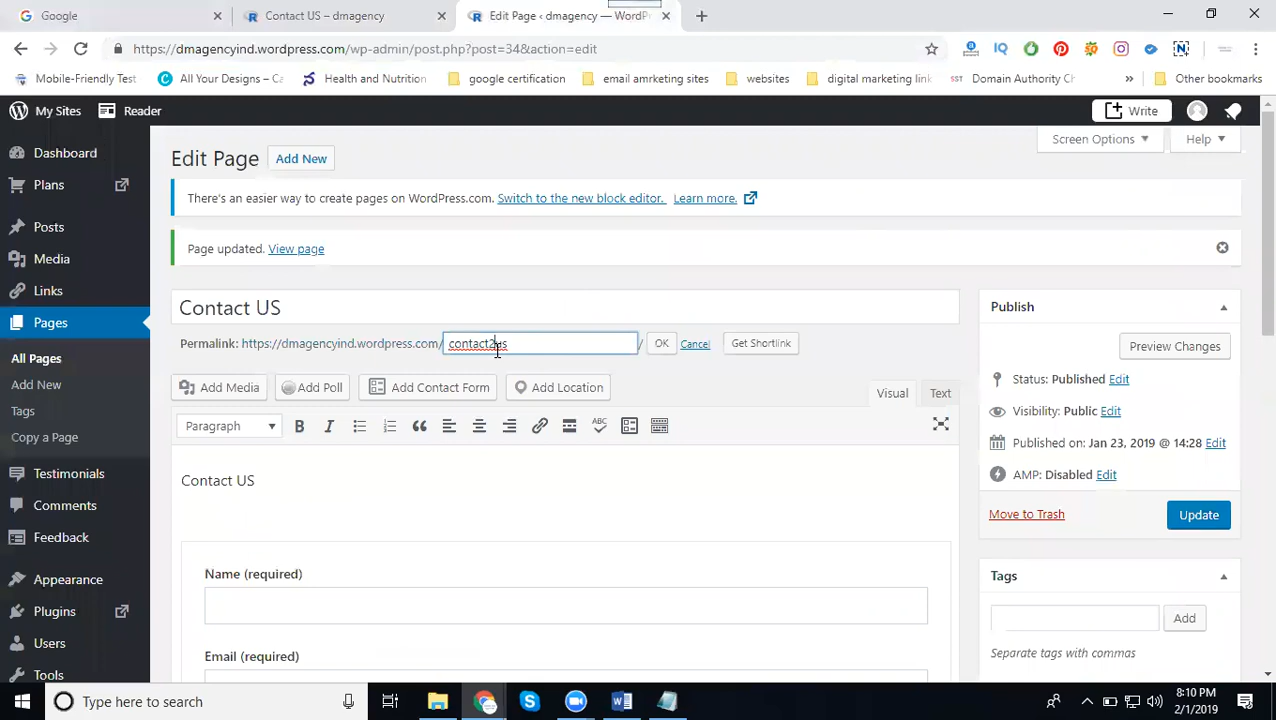 Google
Contact US – dmagency
Edit Page ‹ dmagency — WordPr
https://dmagencyind.wordpress.com/wp-admin/post.php?post=34&action=edit
Mobile-Friendly Test
All Your Designs – Ca
Health and Nutrition
google certification
email amrketing sites
websites
digital marketing link
Domain Authority Ch
Other bookmarks
My Sites
Reader
Write
Dashboard
Plans
Posts
Media
Links
Pages
All Pages
Add New
Tags
Copy a Page
Testimonials
Comments
Feedback
Appearance
Plugins
Users
Tools
Screen Options
Help
Edit Page
Add New
There's an easier way to create pages on WordPress.com. Switch to the new block editor. Learn more.
Page updated. View page
Contact US
Permalink: https://dmagencyind.wordpress.com/ / OK Cancel Get Shortlink
Add Media
Add Poll
Add Contact Form
Add Location
Visual
Text
Paragraph
B I
ABC
Contact US
Name (required)
Email (required)
Publish
Preview Changes
Status: Published Edit
Visibility: Public Edit
Published on: Jan 23, 2019 @ 14:28 Edit
AMP: Disabled Edit
Move to Trash
Update
Tags
Add
Separate tags with commas
Type here to search
8:10 PM
2/1/2019